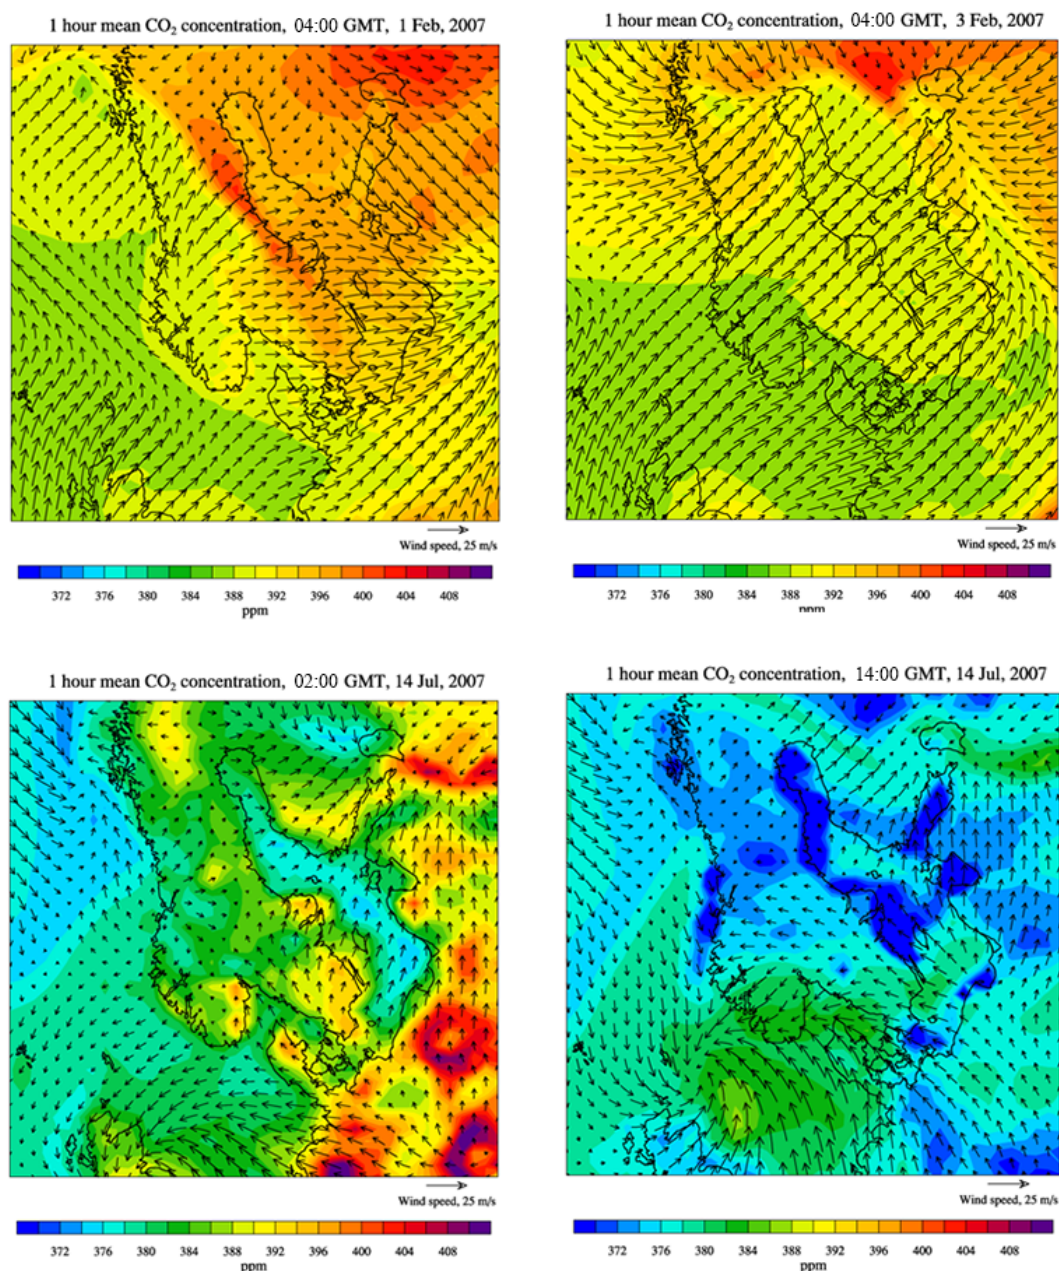 1 hour mean CO₂ concentration, 04:00 GMT, 1 Feb, 2007
Wind speed, 25 m/s
372 376 380 384 388 392 396 400 404 408
ppm
1 hour mean CO₂ concentration, 04:00 GMT, 3 Feb, 2007
Wind speed, 25 m/s
372 376 380 384 388 392 396 400 404 408
ppm
1 hour mean CO₂ concentration, 02:00 GMT, 14 Jul, 2007
Wind speed, 25 m/s
372 376 380 384 388 392 396 400 404 408
ppm
1 hour mean CO₂ concentration, 14:00 GMT, 14 Jul, 2007
Wind speed, 25 m/s
372 376 380 384 388 392 396 400 404 408
ppm